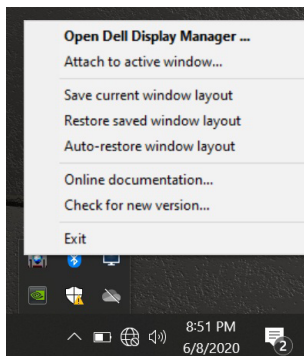 Open Dell Display Manager ...
Attach to active window...
Save current window layout
Restore saved window layout
Auto-restore window layout
Online documentation...
Check for new version...
Exit
8:51 PM
6/8/2020
2